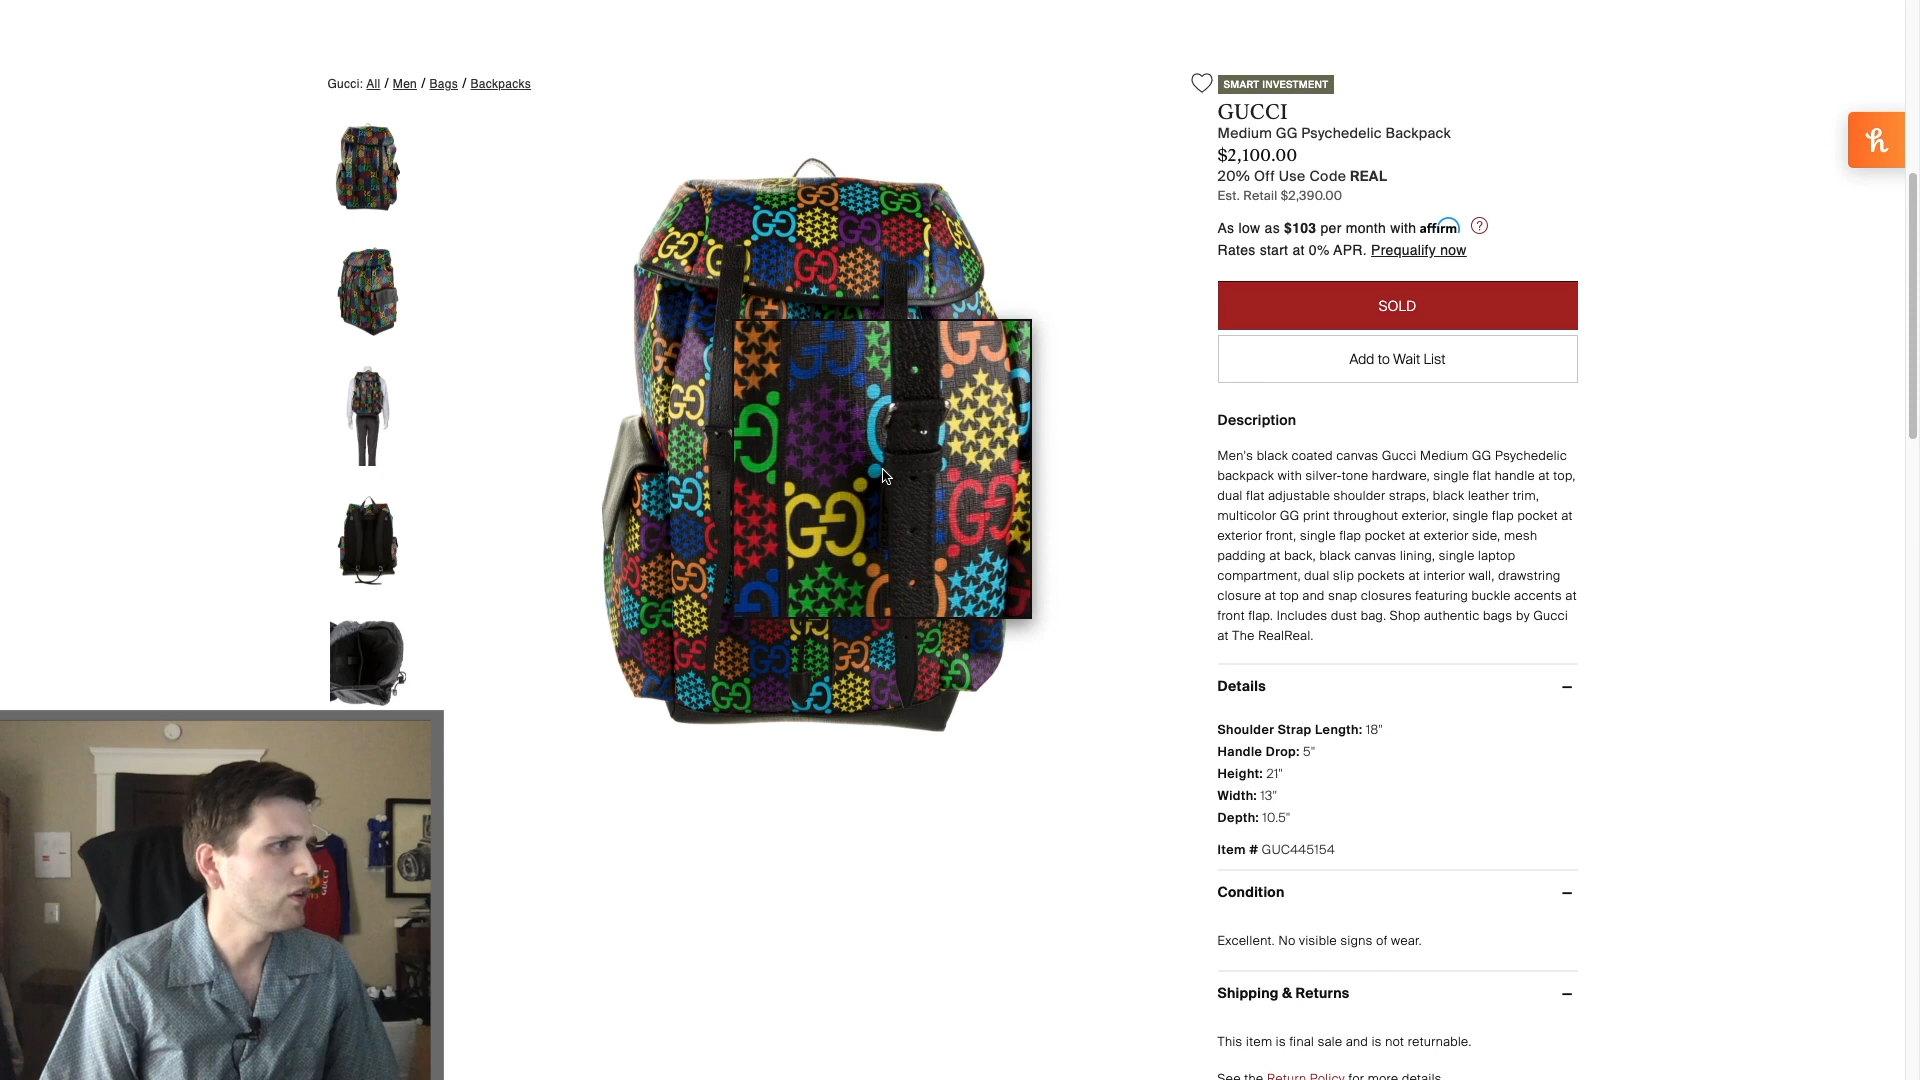 Gucci: All / Men / Bags / Backpacks
SMART INVESTMENT
GUCCI
Medium GG Psychedelic Backpack
$2,100.00
20% Off Use Code REAL
Est. Retail $2,390.00
As low as $103 per month with affirm ?
Rates start at 0% APR. Prequalify now
SOLD
Add to Wait List
Description
Men's black coated canvas Gucci Medium GG Psychedelic
backpack with silver-tone hardware, single flat handle at top,
dual flat adjustable shoulder straps, black leather trim,
multicolor GG print throughout exterior, single flap pocket at
exterior front, single flap pocket at exterior side, mesh
padding at back, black canvas lining, single laptop
compartment, dual slip pockets at interior wall, drawstring
closure at top and snap closures featuring buckle accents at
front flap. Includes dust bag. Shop authentic bags by Gucci
at The RealReal.
Details –
Shoulder Strap Length: 18"
Handle Drop: 5"
Height: 21"
Width: 13"
Depth: 10.5"
Item # GUC445154
Condition –
Excellent. No visible signs of wear.
Shipping & Returns –
This item is final sale and is not returnable.
See the Return Policy for more details
GUCCI